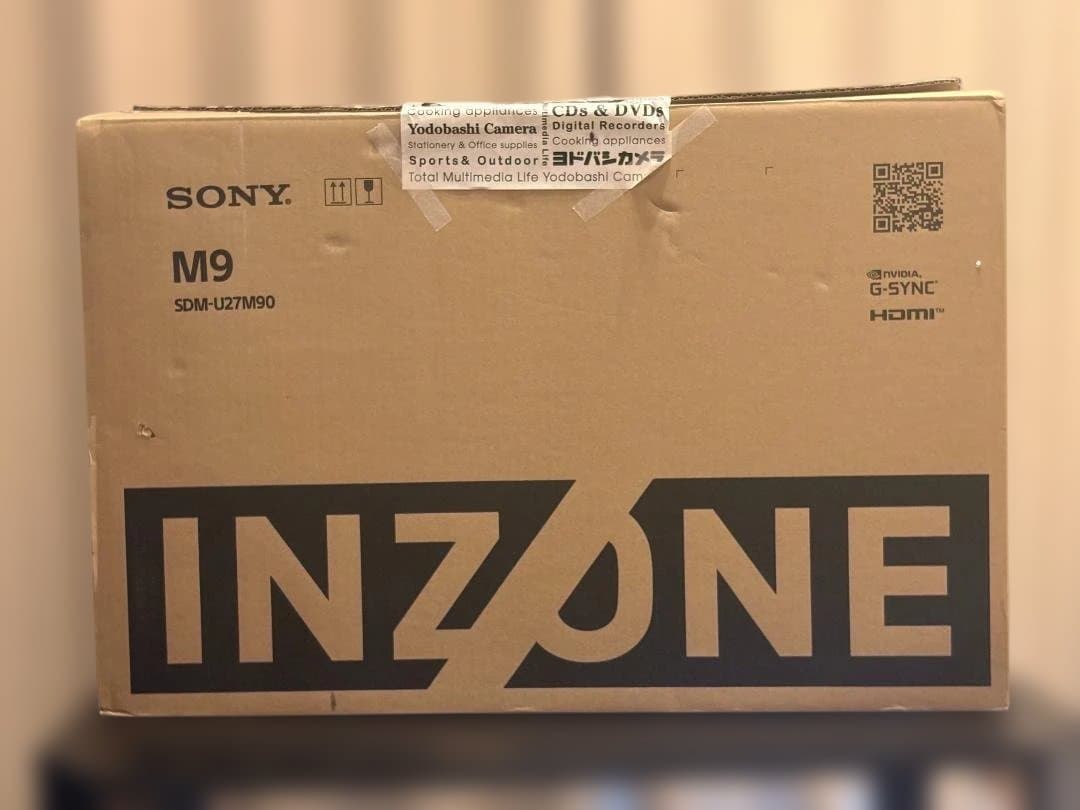 Cooking appliances
CDs & DVDs
Yodobashi Camera
Digital Recorders
Stationery & Office supplies
Cooking appliances
Sports & Outdoor
ヨドバシカメラ
Total Multimedia Life Yodobashi Cam
SONY
M9
SDM-U27M90
NVIDIA.
G-SYNC
HDMI™
INZONE